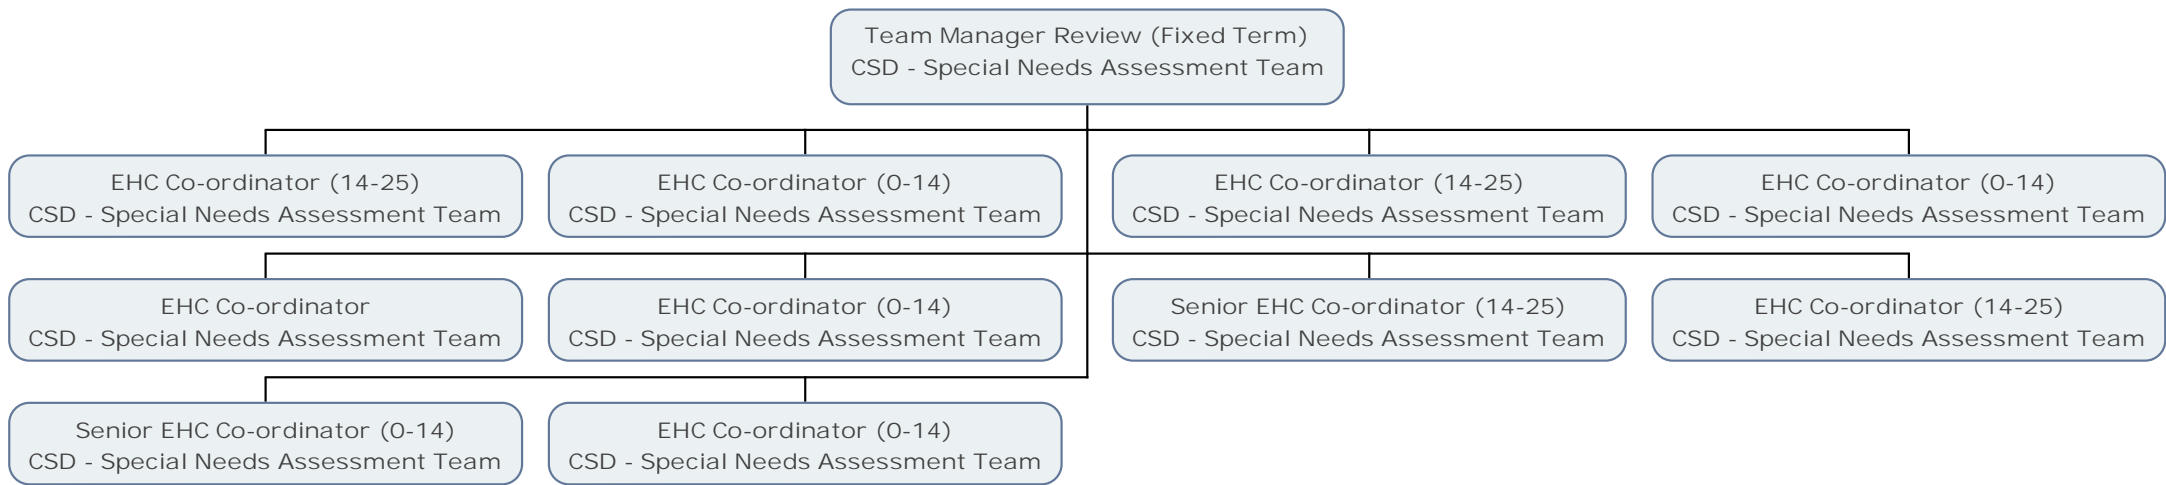 Team Manager Review (Fixed Term)
CSD - Special Needs Assessment Team
EHC Co-ordinator (14-25)
CSD - Special Needs Assessment Team
EHC Co-ordinator (0-14)
CSD - Special Needs Assessment Team
EHC Co-ordinator (14-25)
CSD - Special Needs Assessment Team
EHC Co-ordinator (0-14)
CSD - Special Needs Assessment Team
EHC Co-ordinator
CSD - Special Needs Assessment Team
EHC Co-ordinator (0-14)
CSD - Special Needs Assessment Team
Senior EHC Co-ordinator (14-25)
CSD - Special Needs Assessment Team
EHC Co-ordinator (14-25)
CSD - Special Needs Assessment Team
Senior EHC Co-ordinator (0-14)
CSD - Special Needs Assessment Team
EHC Co-ordinator (0-14)
CSD - Special Needs Assessment Team